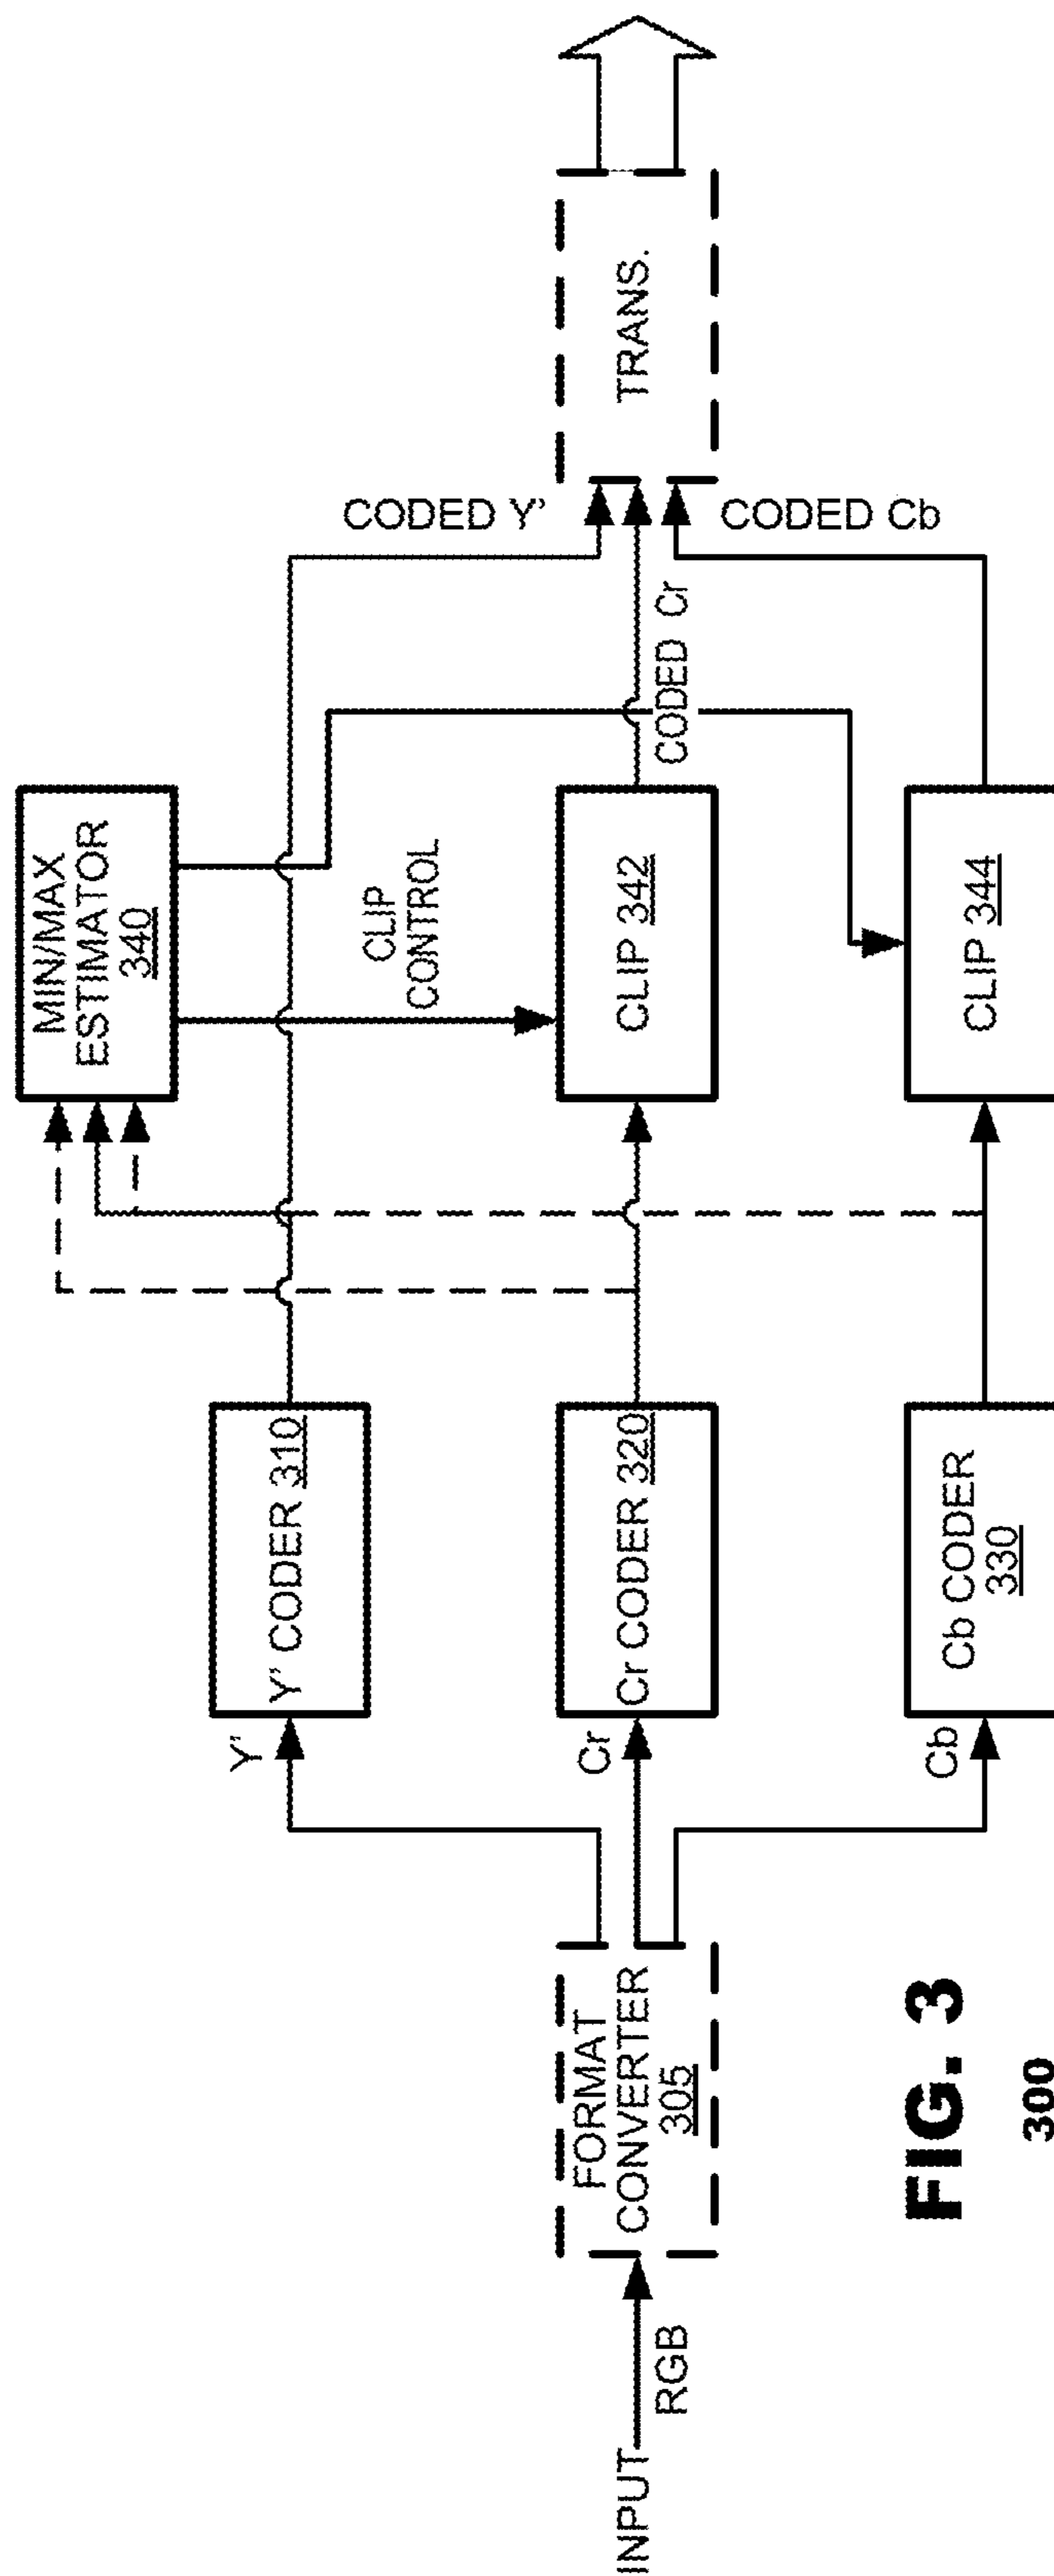 INPUT
RGB
FORMAT
CONVERTER
305
Y'
Cr
Cb
Y' CODER 310
Cr CODER 320
Cb CODER
330
MIN/MAX
ESTIMATOR
340
CLIP
CONTROL
CLIP 342
CLIP 344
CODED Y'
CODED Cr
CODED Cb
TRANS.
FIG. 3
300